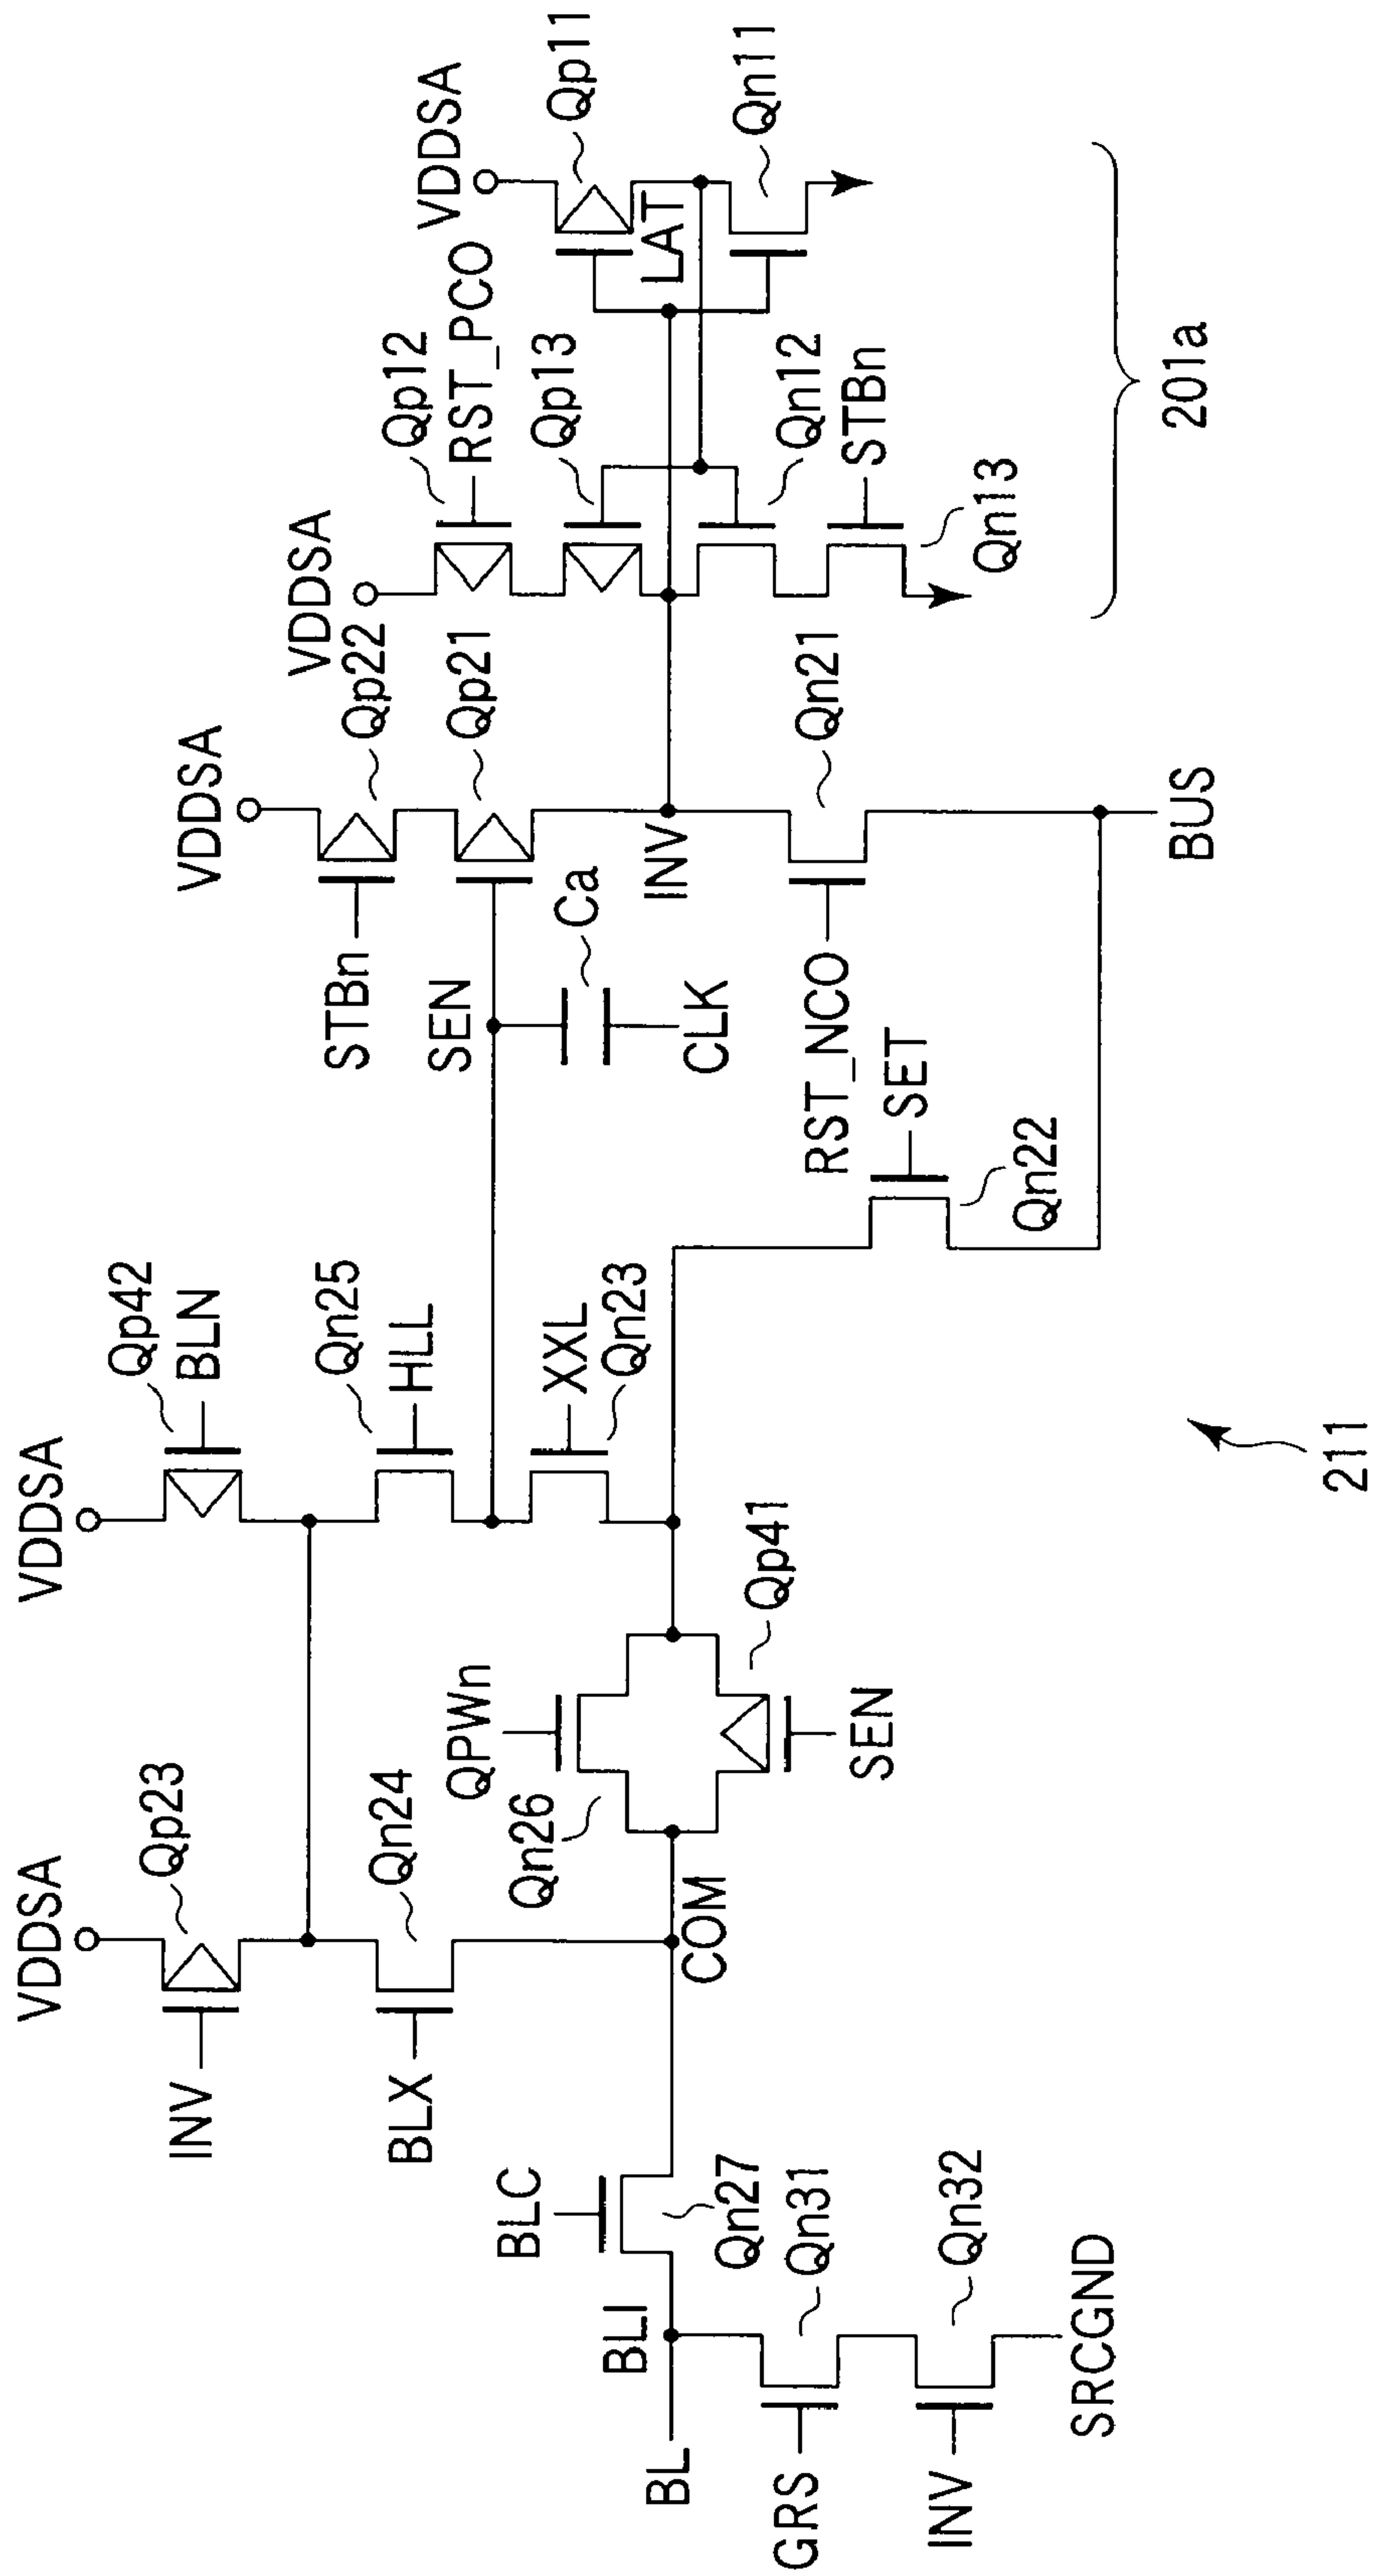 VDDSA
Qp23
INV
Qn24
BLX
VDDSA
Qp42
BLN
Qn25
HLL
XXL
Qn23
QPWn
Qn26
COM
Qp41
SEN
BLC
Qn27
BLI
BL
Qn31
GRS
Qn32
INV
SRCGND
VDDSA
Qp22
STBn
Qp21
SEN
Ca
CLK
INV
Qn21
RST_NCO
SET
Qn22
BUS
VDDSA
Qp12
RST_PCO
Qp13
Qn12
STBn
Qn13
VDDSA
Qp11
LAT
Qn11
201a
211